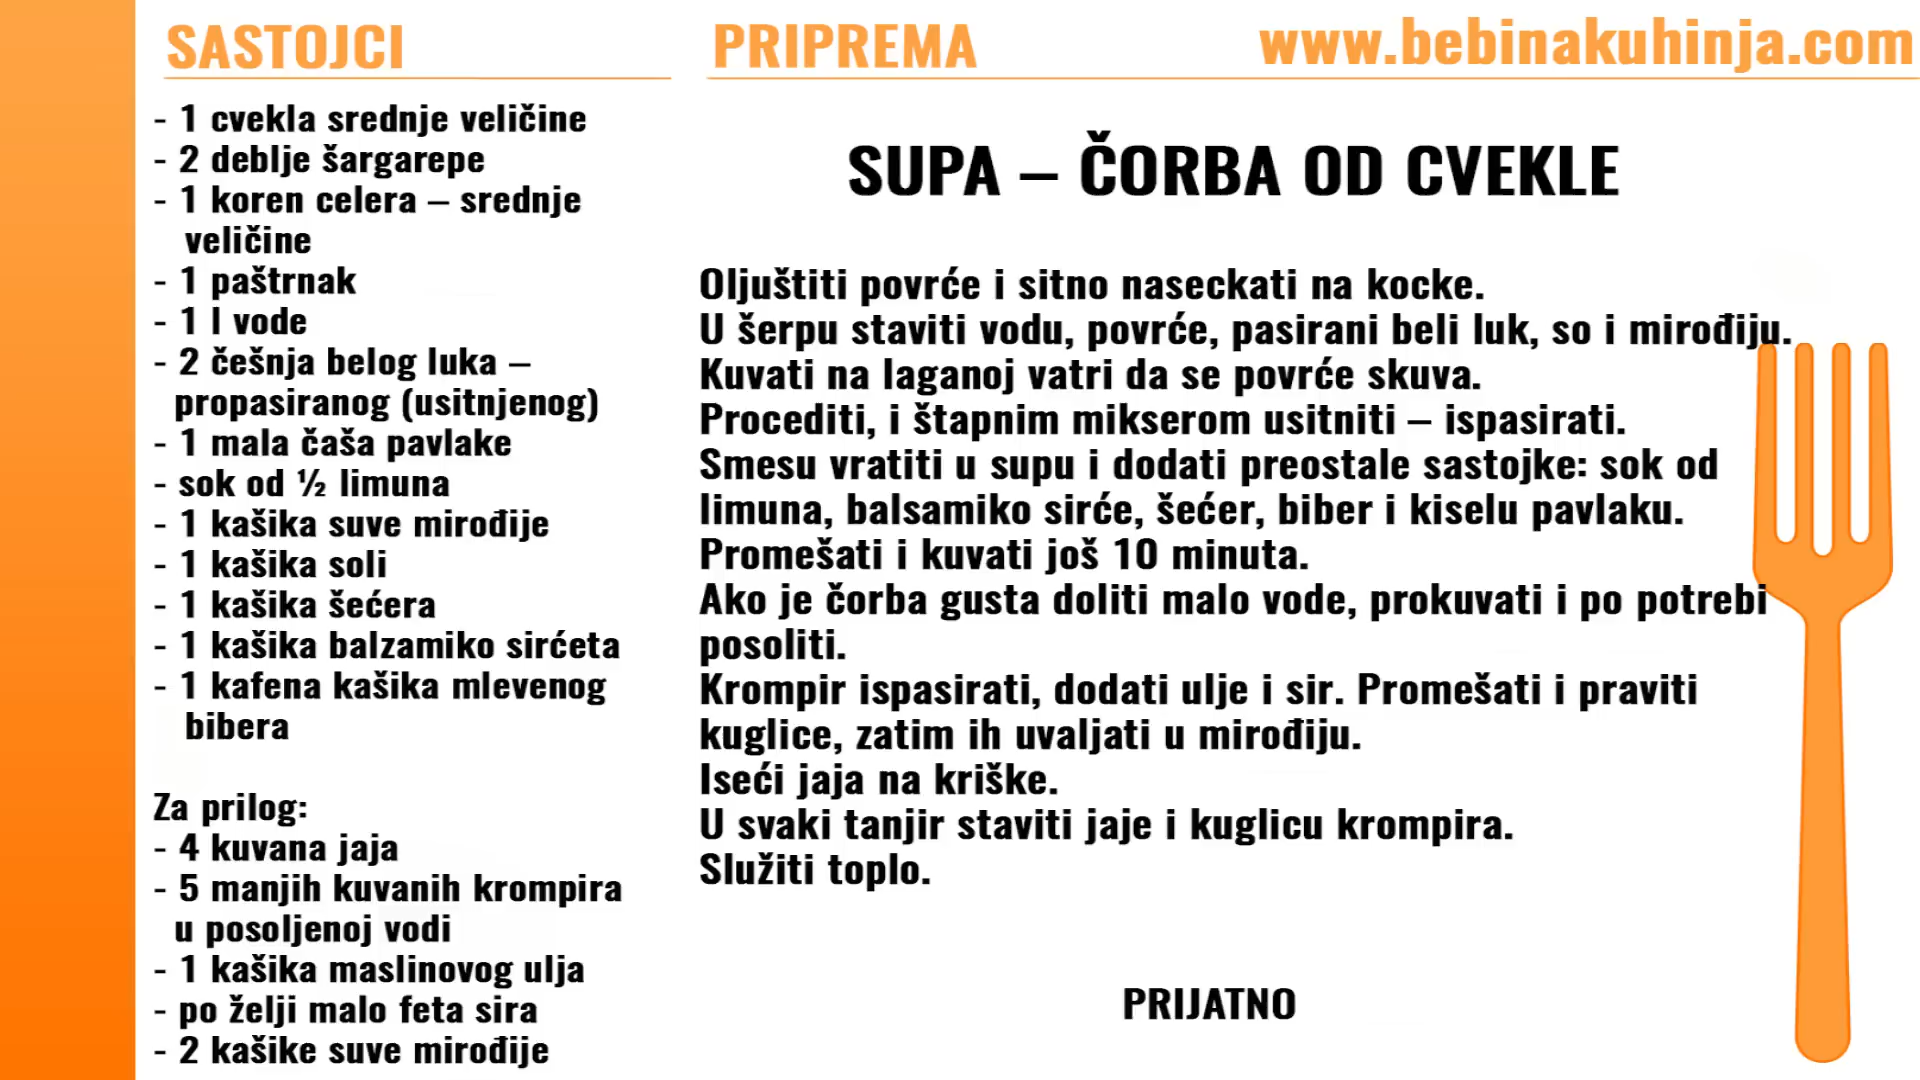 SASTOJCI
- 1 cvekla srednje veličine
- 2 deblje šargarepe
- 1 koren celera – srednje
veličine
- 1 paštrnak
- 1 l vode
- 2 češnja belog luka –
propasiranog (usitnjenog)
- 1 mala čaša pavlake
- sok od ½ limuna
- 1 kašika suve mirođije
- 1 kašika soli
- 1 kašika šećera
- 1 kašika balzamiko sirćeta
- 1 kafena kašika mlevenog
bibera
Za prilog:
- 4 kuvana jaja
- 5 manjih kuvanih krompira
u posoljenoj vodi
- 1 kašika maslinovog ulja
- po želji malo feta sira
- 2 kašike suve mirođije
PRIPREMA
www.bebinakuhinja.com
SUPA – ČORBA OD CVEKLE
Oljuštiti povrće i sitno naseckati na kocke.
U šerpu staviti vodu, povrće, pasirani beli luk, so i mirođiju.
Kuvati na laganoj vatri da se povrće skuva.
Procediti, i štapnim mikserom usitniti – ispasirati.
Smesu vratiti u supu i dodati preostale sastojke: sok od
limuna, balsamiko sirće, šećer, biber i kiselu pavlaku.
Promešati i kuvati još 10 minuta.
Ako je čorba gusta doliti malo vode, prokuvati i po potrebi
posoliti.
Krompir ispasirati, dodati ulje i sir. Promešati i praviti
kuglice, zatim ih uvaljati u mirođiju.
Iseći jaja na kriške.
U svaki tanjir staviti jaje i kuglicu krompira.
Služiti toplo.
PRIJATNO